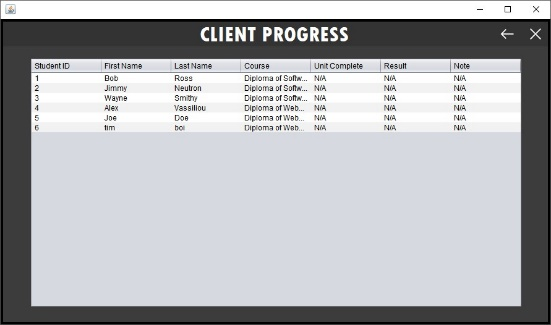 CLIENT PROGRESS
Student ID First Name Last Name Course Unit Complete Result Note
1 Bob Ross Diploma of Softw... N/A N/A N/A
2 Jimmy Neutron Diploma of Softw... N/A N/A N/A
3 Wayne Smithy Diploma of Softw... N/A N/A N/A
4 Alex Vassiliou Diploma of Web... N/A N/A N/A
5 Joe Doe Diploma of Web... N/A N/A N/A
6 tim boi Diploma of Web... N/A N/A N/A